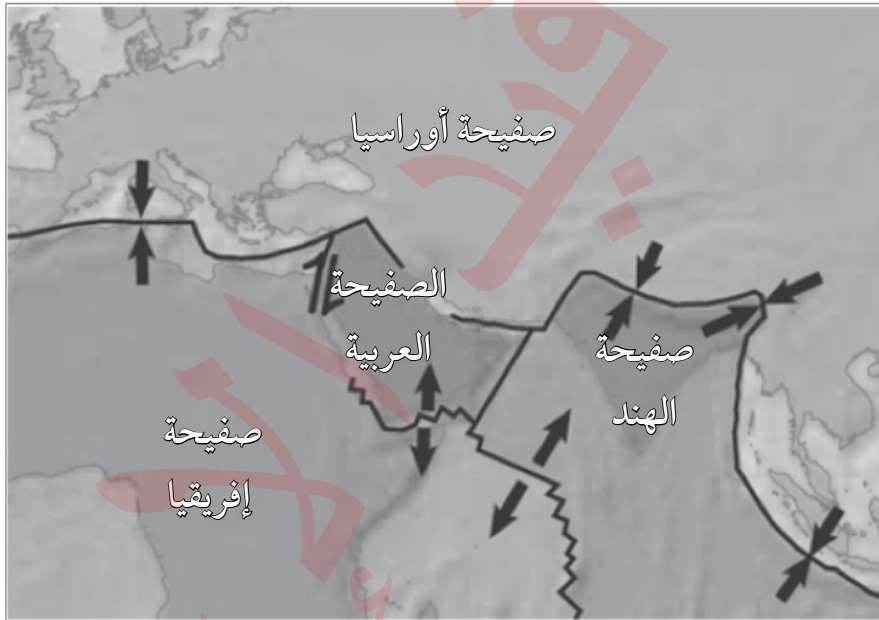 صفيحة أوراسيا
الصفيحة
العربية
صفيحة
الهند
صفيحة
إفريقيا